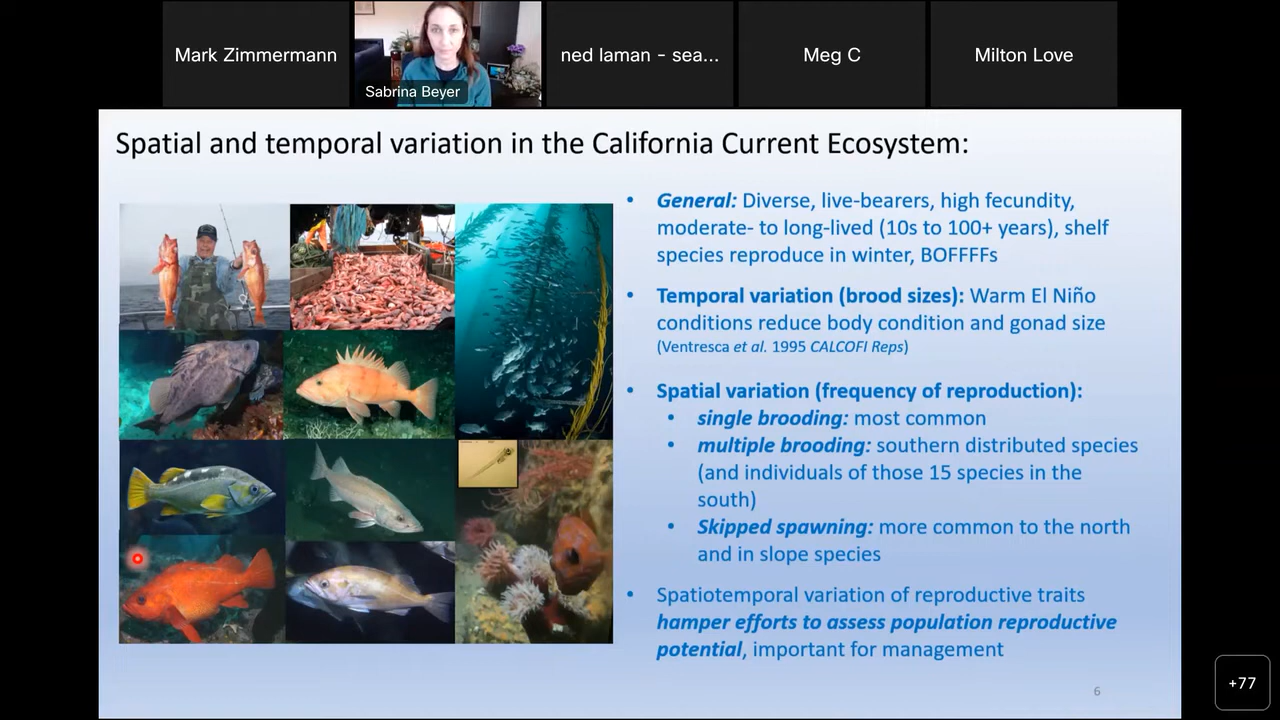 Mark Zimmermann
Sabrina Beyer
ned laman - sea...
Meg C
Milton Love
Spatial and temporal variation in the California Current Ecosystem:
• General: Diverse, live-bearers, high fecundity,
moderate- to long-lived (10s to 100+ years), shelf
species reproduce in winter, BOFFFFs
• Temporal variation (brood sizes): Warm El Niño
conditions reduce body condition and gonad size
(Ventresca et al. 1995 CALCOFI Reps)
• Spatial variation (frequency of reproduction):
• single brooding: most common
• multiple brooding: southern distributed species
(and individuals of those 15 species in the
south)
• Skipped spawning: more common to the north
and in slope species
• Spatiotemporal variation of reproductive traits
hamper efforts to assess population reproductive
potential, important for management
6
+77